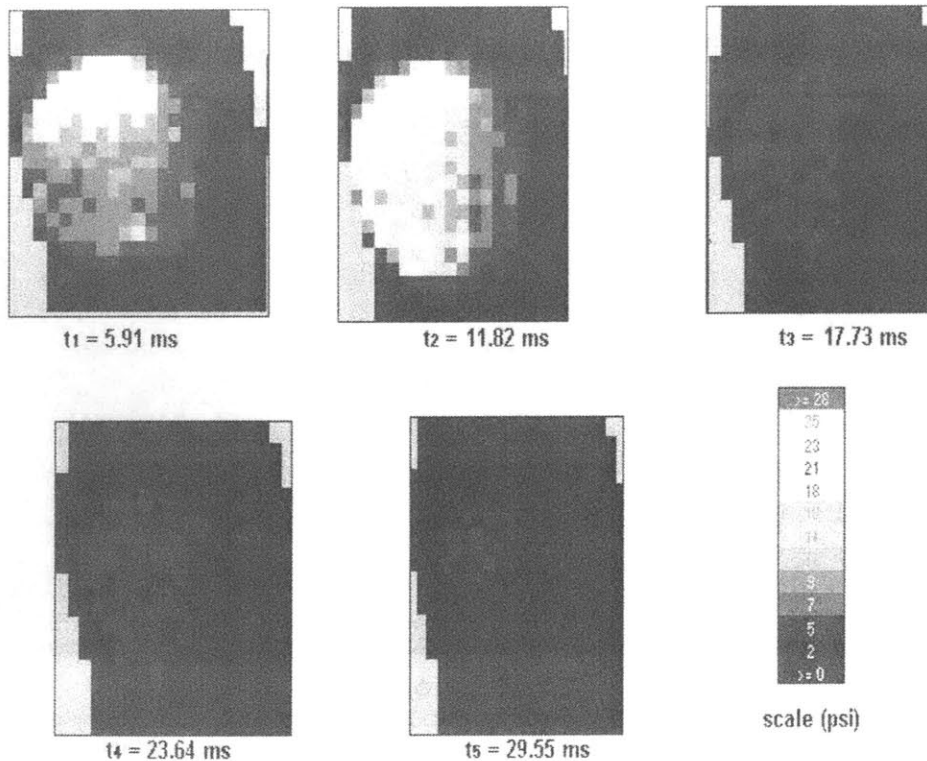 t1 = 5.91 ms
t2 = 11.82 ms
t3 = 17.73 ms
>= 28
23
21
18
14
9
7
5
2
>= 0
scale (psi)
t4 = 23.64 ms
t5 = 29.55 ms